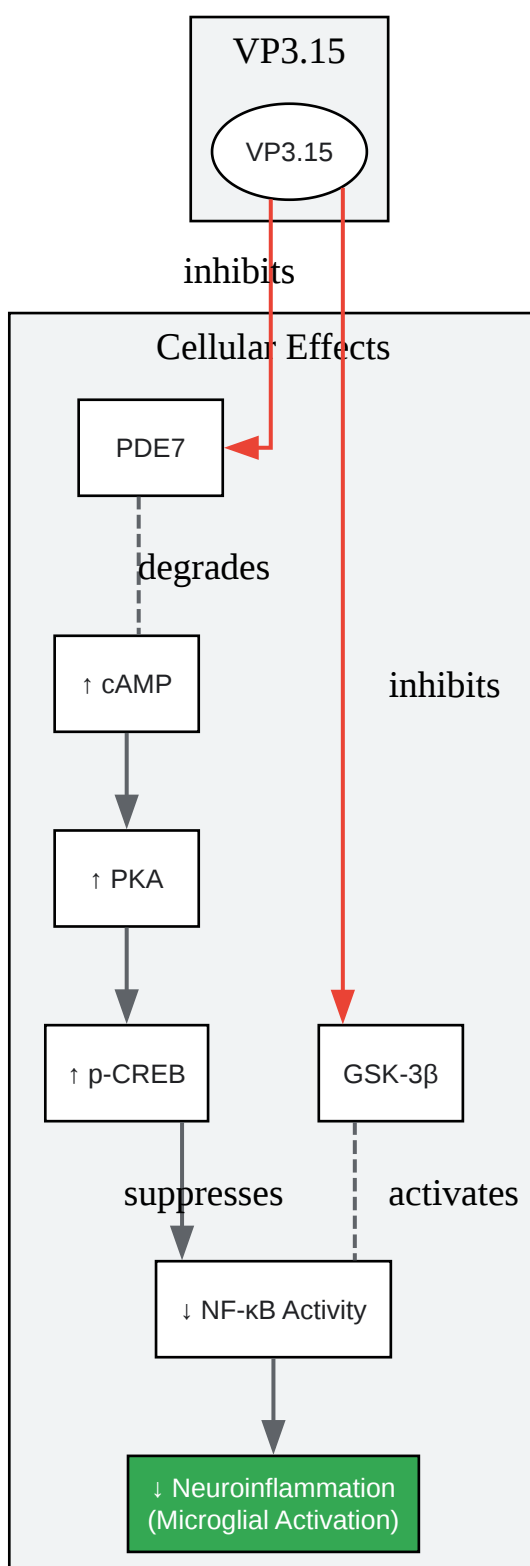 VP3.15
VP3.15
inhibits
Cellular Effects
PDE7
degrades
↑ cAMP
inhibits
↑ PKA
↑ p-CREB
GSK-3β
suppresses
activates
↓ NF-κB Activity
↓ Neuroinflammation
(Microglial Activation)